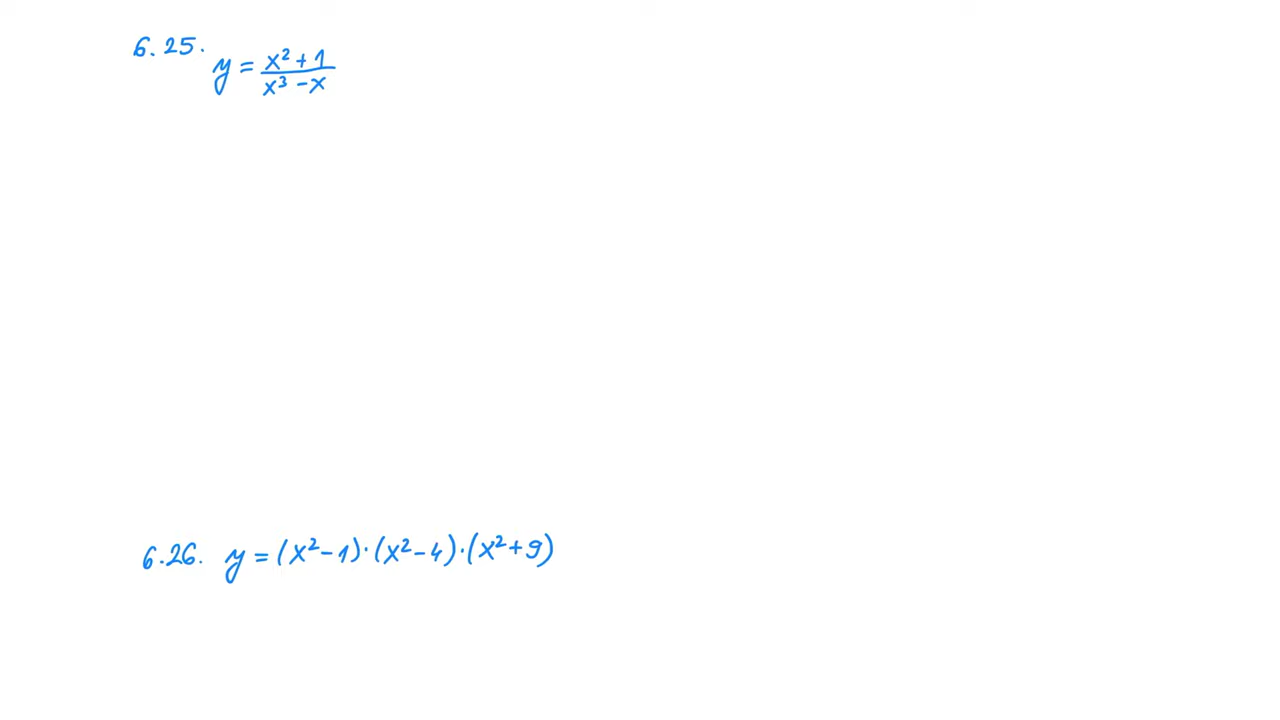 6.25. y = (x² + 1)/(x³ - x)
6.26. y = (x² - 1) · (x² - 4) · (x² + 9)